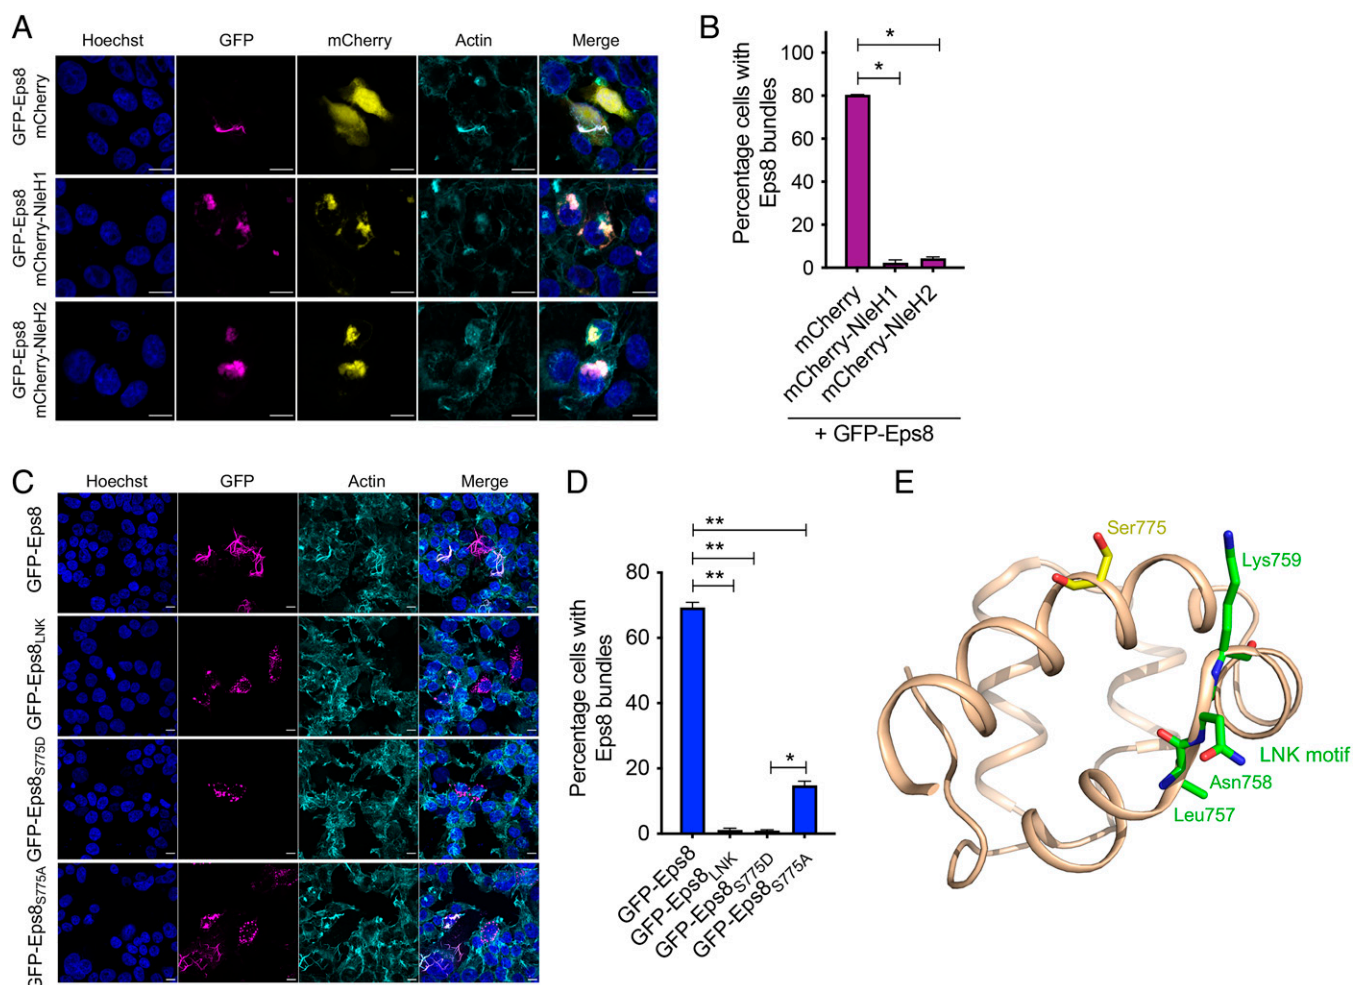 A
Hoechst GFP mCherry Actin Merge
GFP-Eps8
mCherry
GFP-Eps8
mCherry-NleH1
GFP-Eps8
mCherry-NleH2
B
Percentage cells with
Eps8 bundles
100
80
60
40
20
0
*
*
mCherry
mCherry-NleH1
mCherry-NleH2
+ GFP-Eps8
C
Hoechst GFP Actin Merge
GFP-Eps8
GFP-Eps8LNK
GFP-Eps8S775D
GFP-Eps8S775A
D
Percentage cells with
Eps8 bundles
80
60
40
20
0
**
**
**
*
GFP-Eps8
GFP-Eps8LNK
GFP-Eps8S775D
GFP-Eps8S775A
E
Ser775
Lys759
LNK motif
Asn758
Leu757